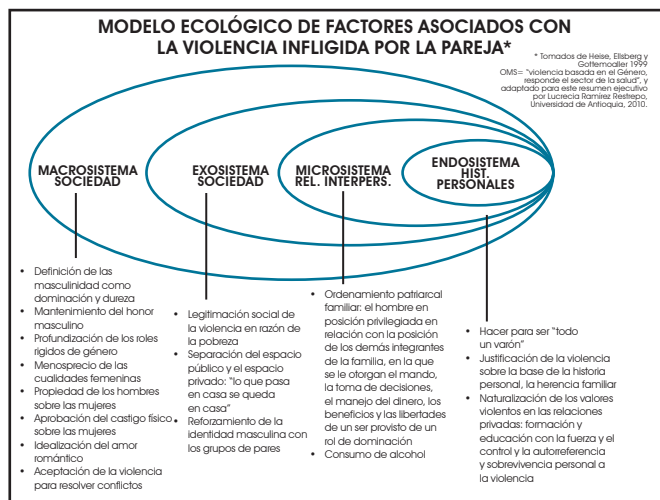 MODELO ECOLÓGICO DE FACTORES ASOCIADOS CON
LA VIOLENCIA INFLIGIDA POR LA PAREJA*
* Tomados de Heise, Ellsberg y
Gottemoaller 1999
OMS= "violencia basada en el Género,
responde el sector de la salud", y
adaptado para este resumen ejecutivo
por Lucrecia Ramírez Restrepo,
Universidad de Antioquia, 2010.
MACROSISTEMA
SOCIEDAD
EXOSISTEMA
SOCIEDAD
MICROSISTEMA
REL. INTERPERS.
ENDOSISTEMA
HIST.
PERSONALES
• Definición de las
masculinidad como
dominación y dureza
• Mantenimiento del honor
masculino
• Profundización de los roles
rígidos de género
• Menosprecio de las
cualidades femeninas
• Propiedad de los hombres
sobre las mujeres
• Aprobación del castigo físico
sobre las mujeres
• Idealización del amor
romántico
• Aceptación de la violencia
para resolver conflictos
• Legitimación social de
la violencia en razón de
la pobreza
• Separación del espacio
público y el espacio
privado: "lo que pasa
en casa se queda
en casa"
• Reforzamiento de la
identidad masculina con
los grupos de pares
• Ordenamiento patriarcal
familiar: el hombre en
posición privilegiada en
relación con la posición
de los demás integrantes
de la familia, en la que
se le otorgan el mando,
la toma de decisiones,
el manejo del dinero, los
beneficios y las libertades
de un ser provisto de un
rol de dominación
• Consumo de alcohol
• Hacer para ser "todo
un varón"
• Justificación de la violencia
sobre la base de la historia
personal, la herencia familiar
• Naturalización de los valores
violentos en las relaciones
privadas: formación y
educación con la fuerza y el
control y la autorreferencia
y sobrevivencia personal a
la violencia